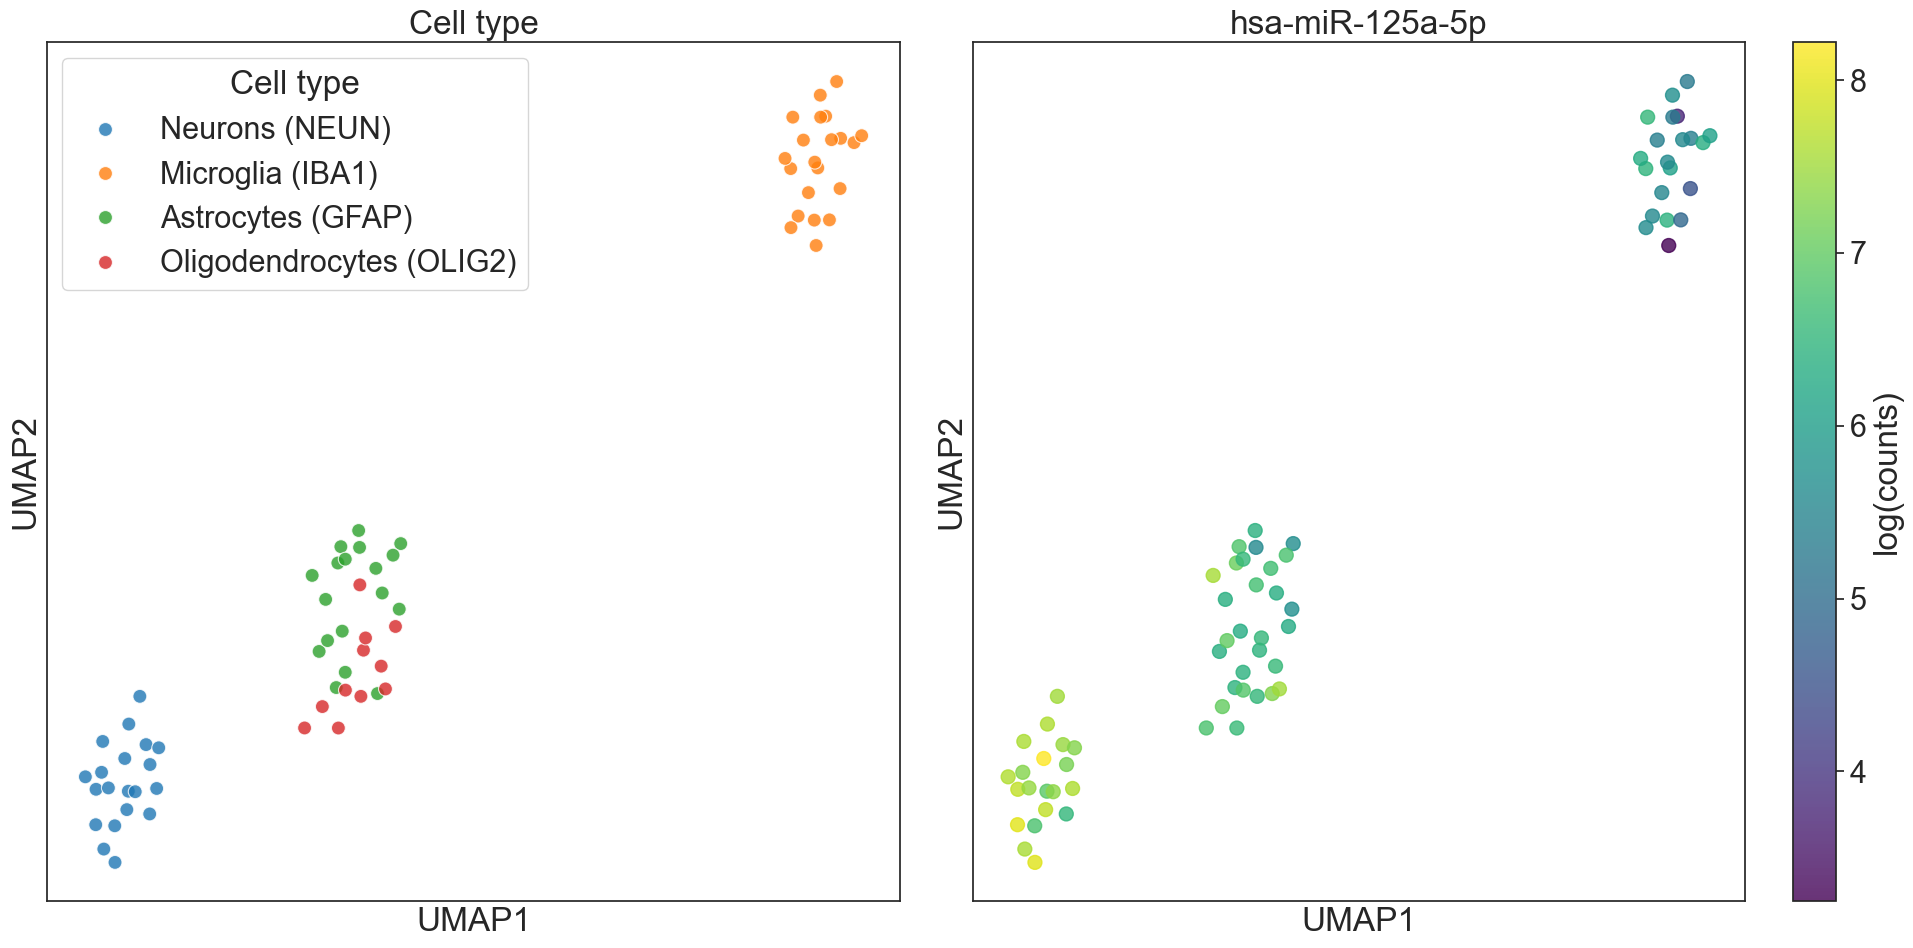 Cell type
Cell type
Neurons (NEUN)
Microglia (IBA1)
Astrocytes (GFAP)
Oligodendrocytes (OLIG2)
UMAP2
UMAP1
hsa-miR-125a-5p
UMAP2
UMAP1
8
7
6
5
4
log(counts)